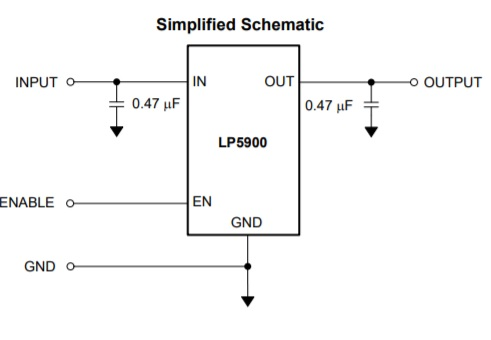 Simplified Schematic
INPUT
IN
OUT
OUTPUT
0.47 μF
0.47 μF
LP5900
ENABLE
EN
GND
GND